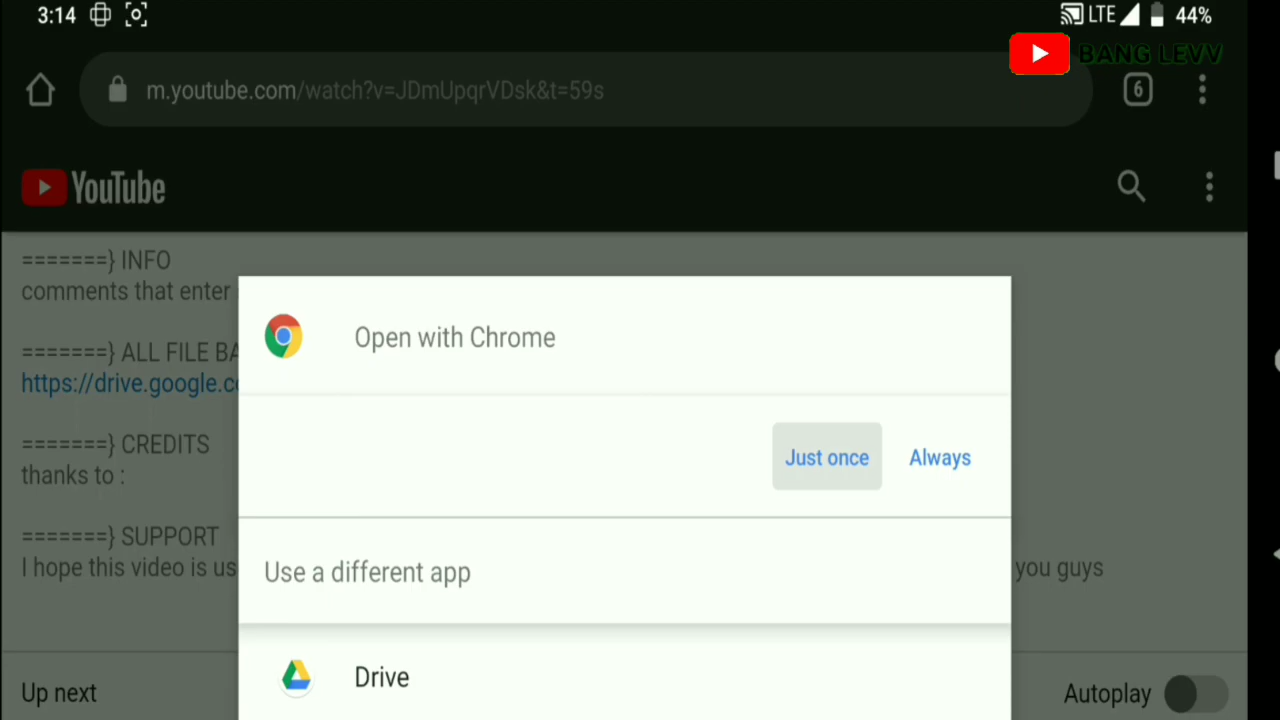 3:14
LTE 44%
BANG LEVV
m.youtube.com/watch?v=JDmUpqrVDsk&t=59s
6
YouTube
=======} INFO
comments that enter
=======} ALL FILE BA
https://drive.google.co
=======} CREDITS
thanks to :
=======} SUPPORT
I hope this video is us
you guys
Open with Chrome
Just once
Always
Use a different app
Drive
Up next
Autoplay